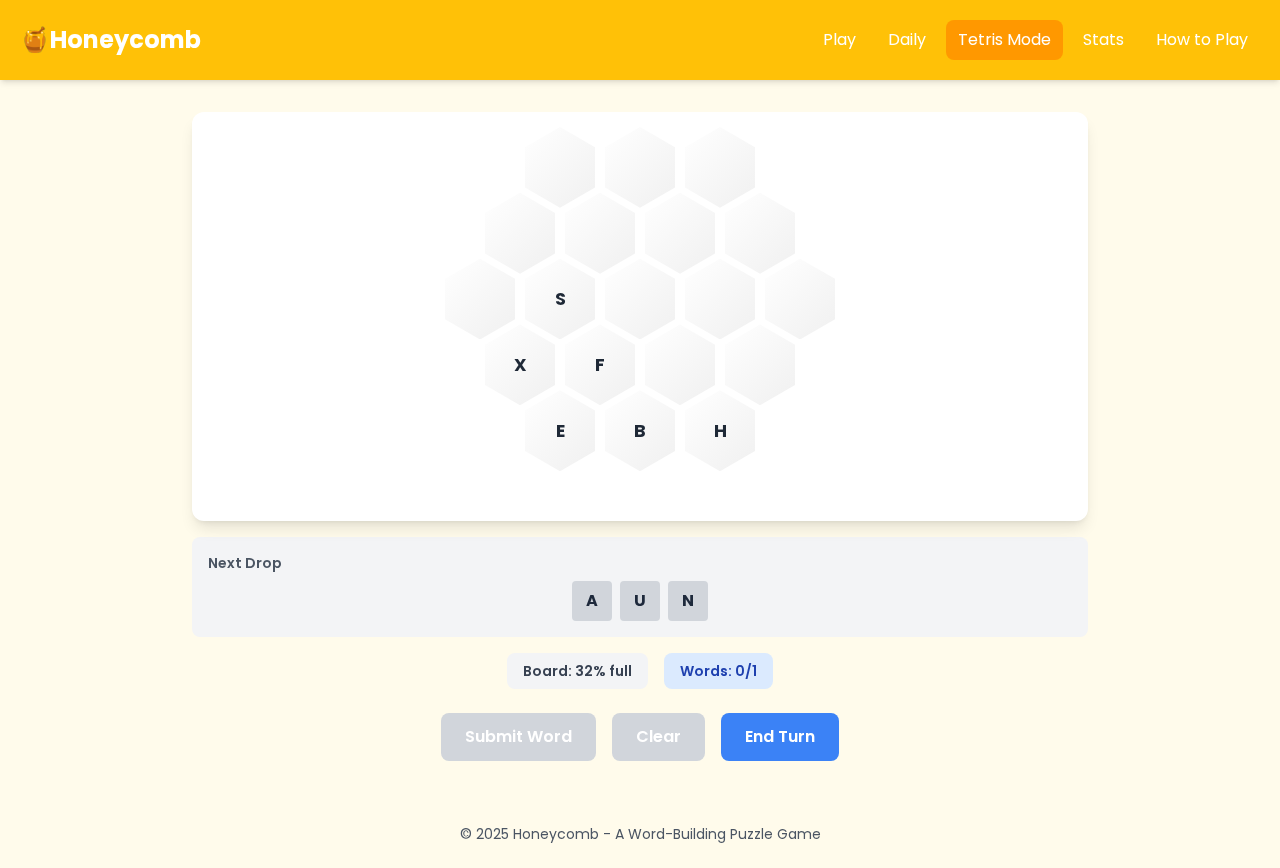 Honeycomb
Play Daily Tetris Mode Stats How to Play
S
X F
E B H
Next Drop
A U N
Board: 32% full Words: 0/1
Submit Word Clear End Turn
© 2025 Honeycomb - A Word-Building Puzzle Game